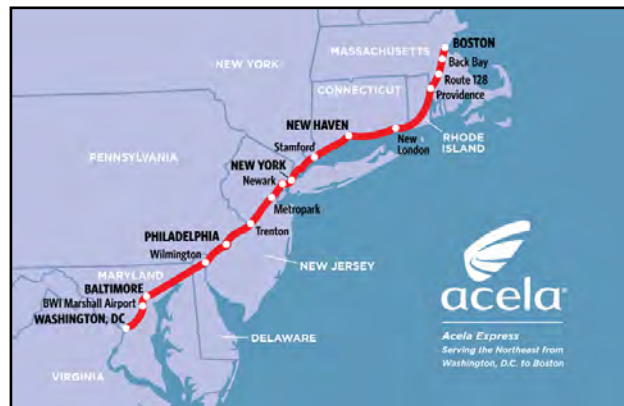 BOSTON
MASSACHUSETTS
Back Bay
NEW YORK
Route 128
CONNECTICUT
Providence
NEW HAVEN
RHODE
ISLAND
New
London
Stamford
PENNSYLVANIA
NEW YORK
Newark
Metropark
PHILADELPHIA
Trenton
Wilmington
NEW JERSEY
MARYLAND
BALTIMORE
BWI Marshall Airport
WASHINGTON, DC
DELAWARE
VIRGINIA
acela®
Acela Express
Serving the Northeast from
Washington, D.C. to Boston